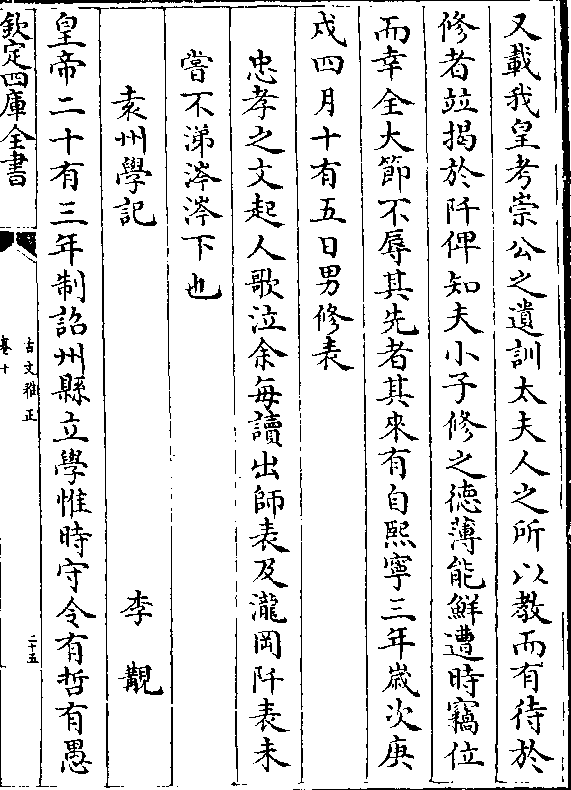 又載我皇考崇公之遺訓太夫人之所以教而有待於
修者竝揭於阡俾知夫小子修之德薄能鮮遭時竊位
而幸全大節不辱其先者其來有自熙寧三年歲次庚
戌四月十有五日男修表
忠孝之文起人歌泣余每讀出師表及瀧岡阡表未
嘗不涕涔涔下也
袁州學記
李覯
皇帝二十有三年制詔州縣立學惟時守令有哲有愚
欽定四庫全書
古文雅正
卷十
二十五